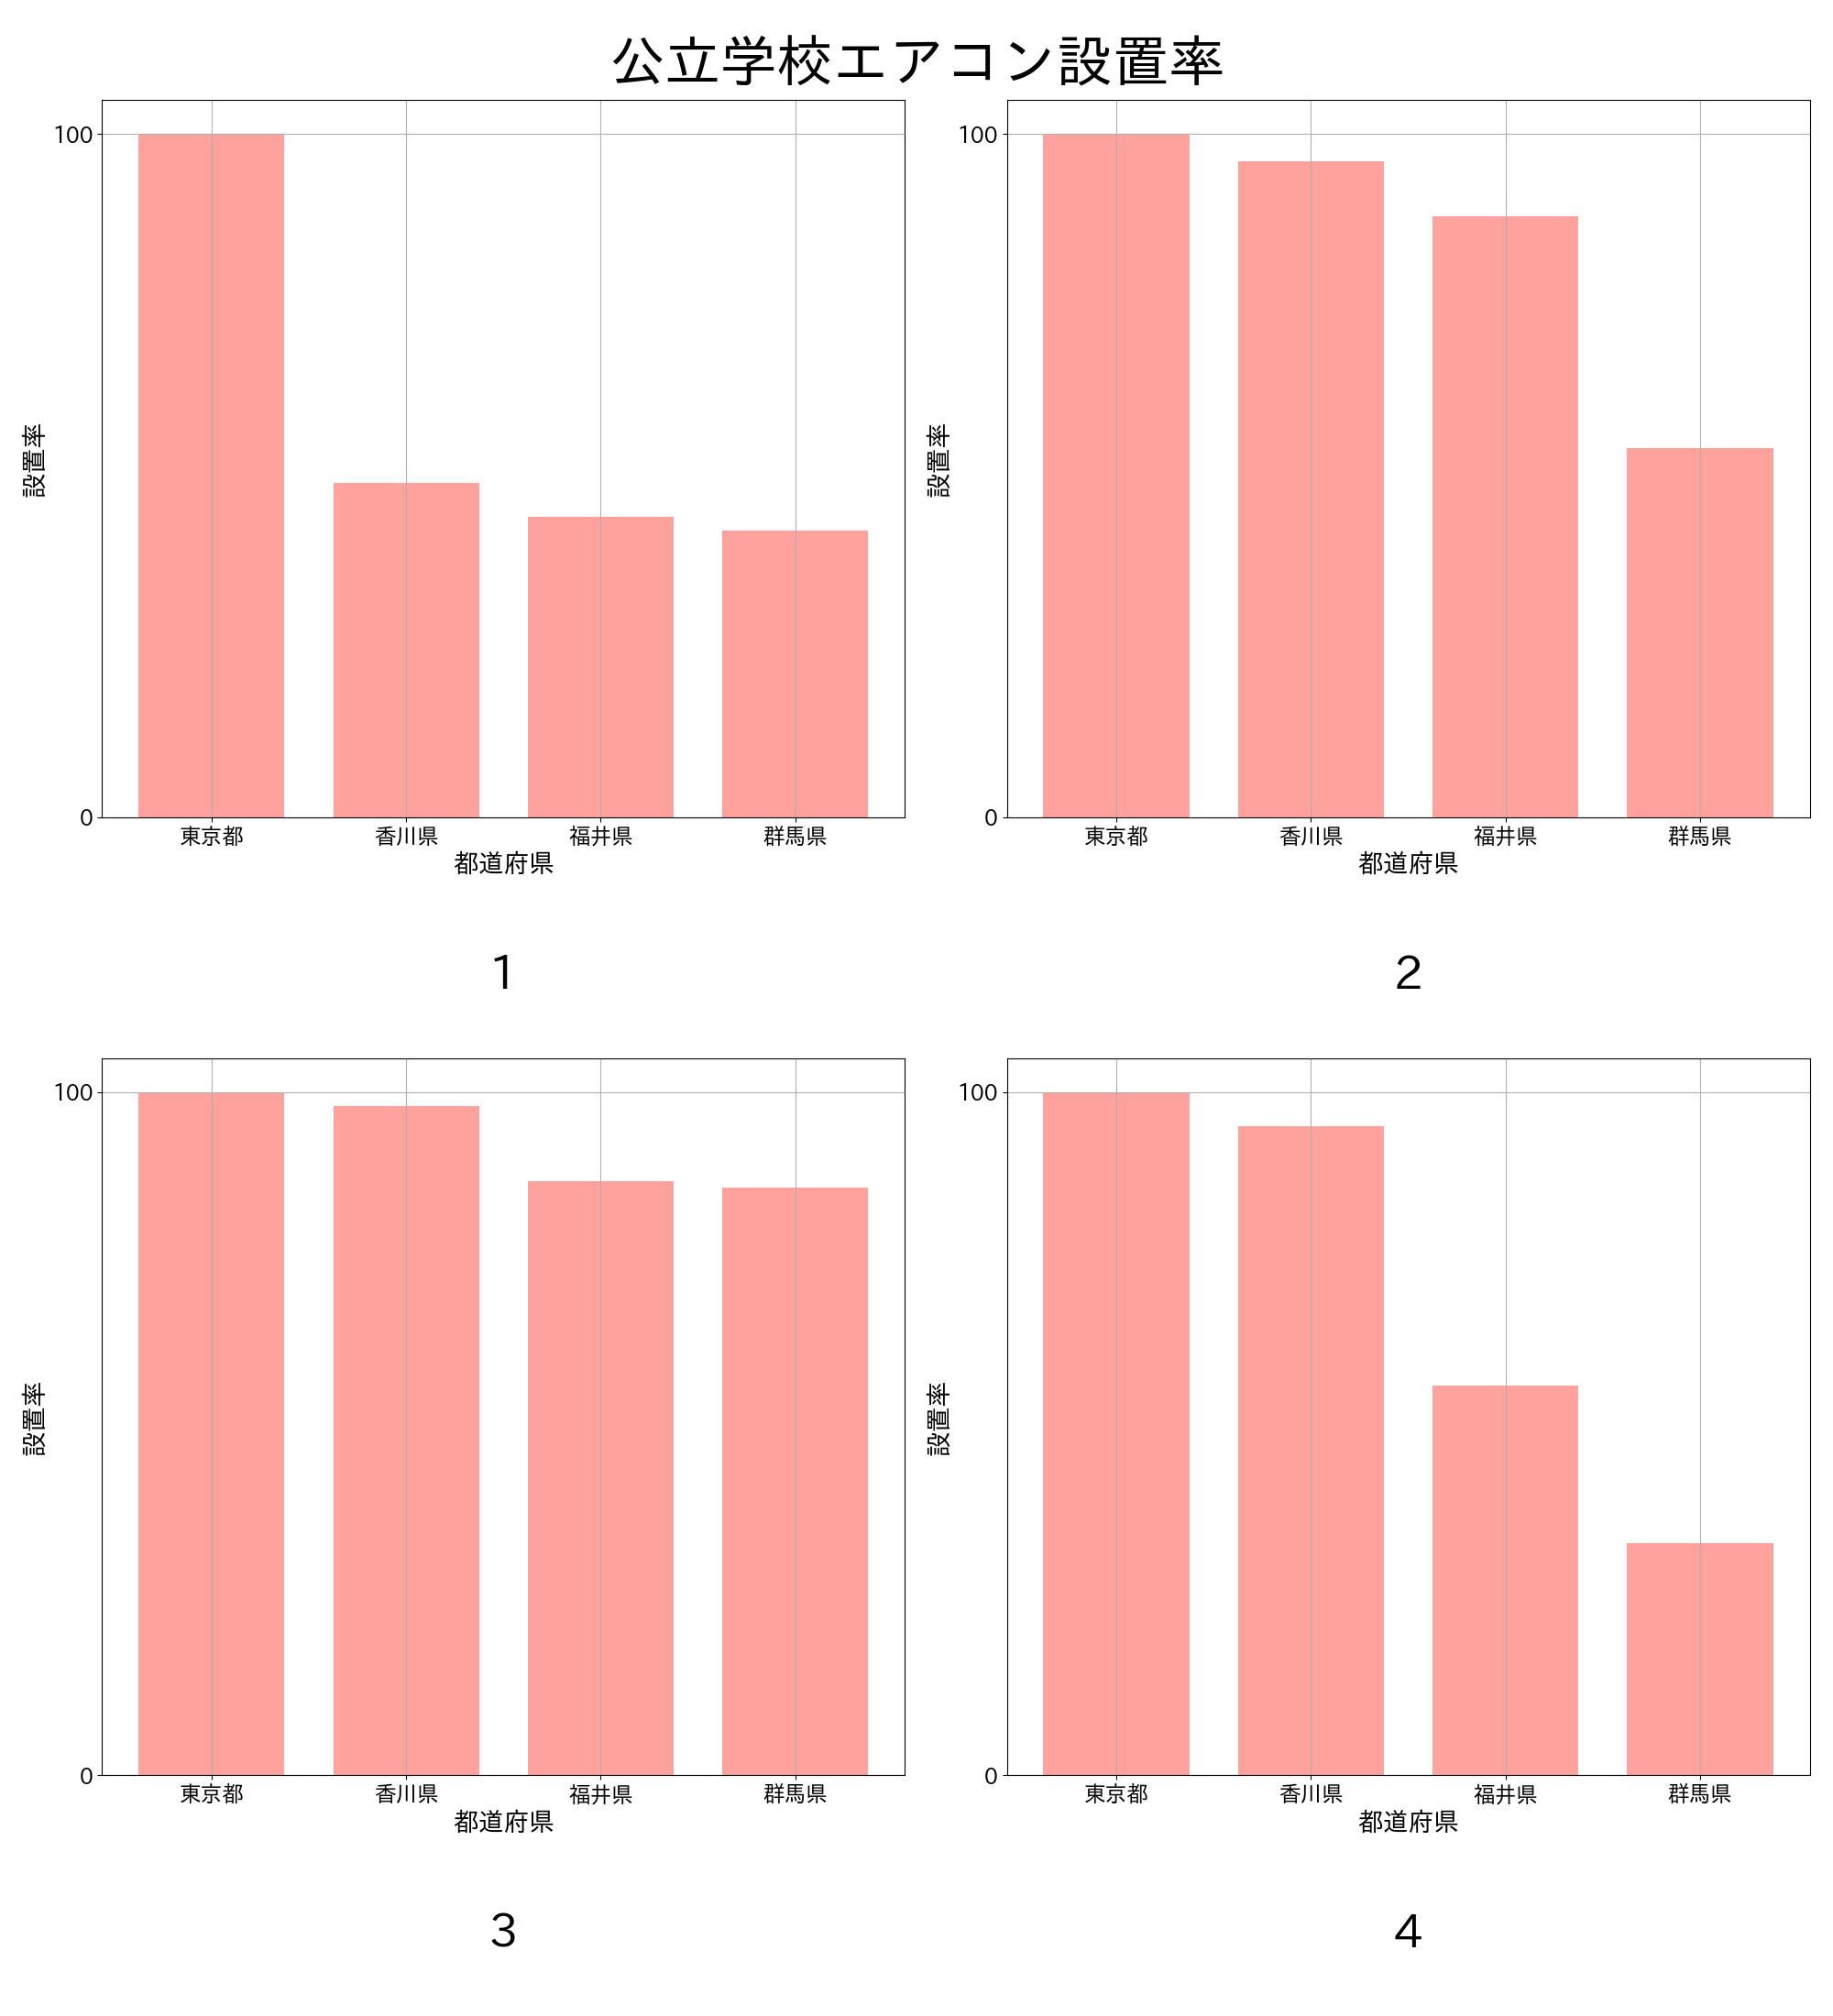 公立学校エアコン設置率
100
0
設置率
東京都 香川県 福井県 群馬県
都道府県
1
100
0
設置率
東京都 香川県 福井県 群馬県
都道府県
2
100
0
設置率
東京都 香川県 福井県 群馬県
都道府県
3
100
0
設置率
東京都 香川県 福井県 群馬県
都道府県
4